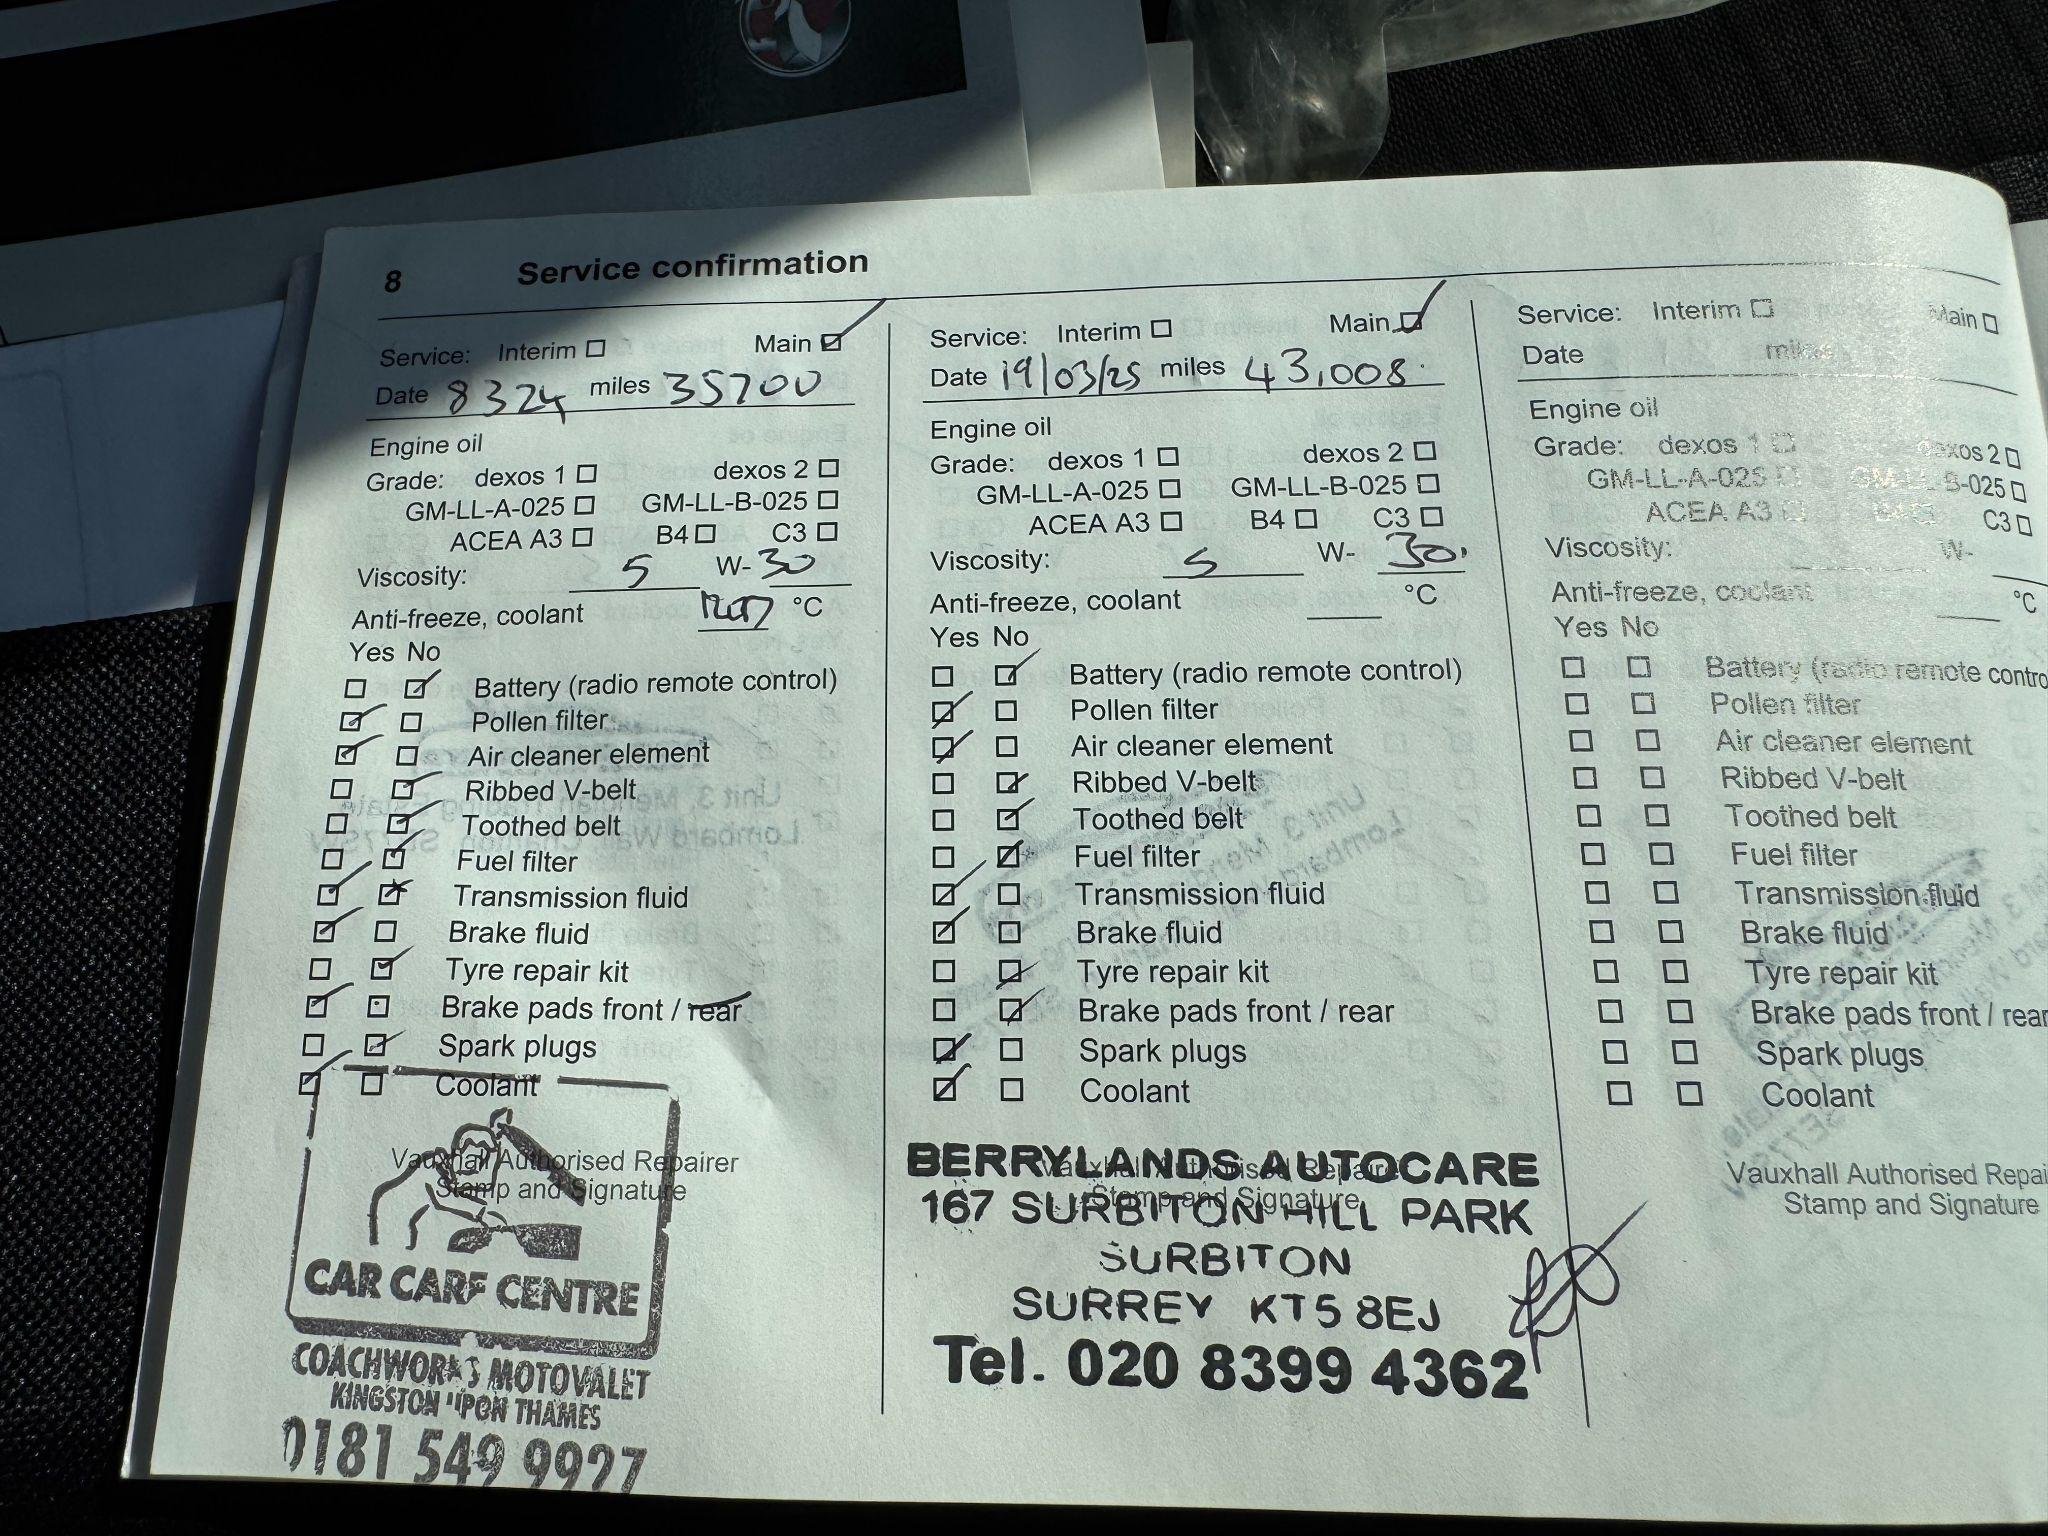 8 Service confirmation
Service: Interim Main
Date 8 3 24 miles 35700
Engine oil
Grade: dexos 1 dexos 2
GM-LL-A-025 GM-LL-B-025
ACEA A3 B4 C3
Viscosity: 5 W-30
Anti-freeze, coolant °C
Yes No
Battery (radio remote control)
Pollen filter
Air cleaner element
Ribbed V-belt
Toothed belt
Fuel filter
Transmission fluid
Brake fluid
Tyre repair kit
Brake pads front / rear
Spark plugs
Coolant
Vauxhall Authorised Repairer
Stamp and Signature
CAR CARE CENTRE
COACHWORKS MOTOVALET
KINGSTON UPON THAMES
0181 549 9927
Service: Interim Main
Date 19/03/25 miles 43,008.
Engine oil
Grade: dexos 1 dexos 2
GM-LL-A-025 GM-LL-B-025
ACEA A3 B4 C3
Viscosity: 5 W- 30.
Anti-freeze, coolant °C
Yes No
Battery (radio remote control)
Pollen filter
Air cleaner element
Ribbed V-belt
Toothed belt
Fuel filter
Transmission fluid
Brake fluid
Tyre repair kit
Brake pads front / rear
Spark plugs
Coolant
Vauxhall Authorised Repairer
Stamp and Signature
BERRYLANDS AUTOCARE
167 SURBITON HILL PARK
SURBITON
SURREY KT5 8EJ
Tel. 020 8399 4362
Service: Interim Main
Date miles
Engine oil
Grade: dexos 1 dexos 2
GM-LL-A-025 GM-LL-B-025
ACEA A3 B4 C3
Viscosity: W-
Anti-freeze, coolant °C
Yes No
Battery (radio remote contro
Pollen filter
Air cleaner element
Ribbed V-belt
Toothed belt
Fuel filter
Transmission fluid
Brake fluid
Tyre repair kit
Brake pads front / rear
Spark plugs
Coolant
Vauxhall Authorised Repai
Stamp and Signature